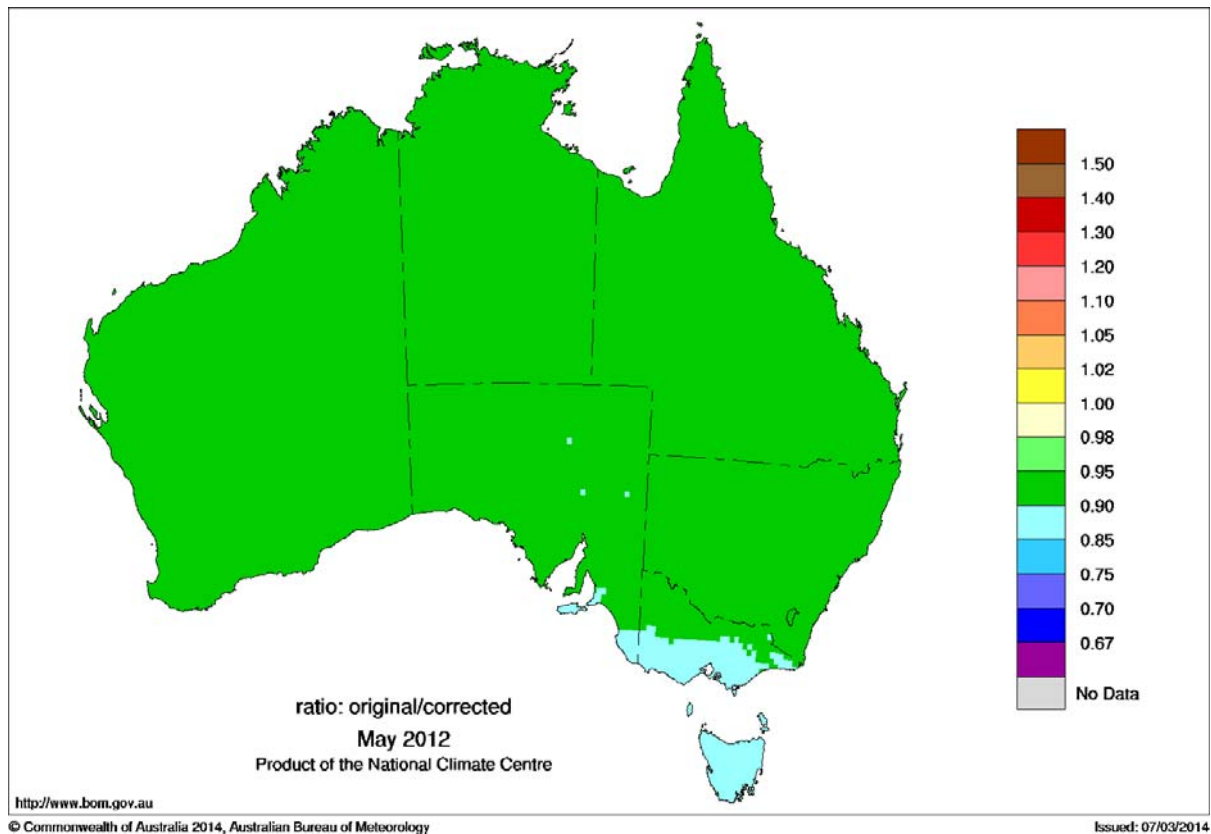 1.50
1.40
1.30
1.20
1.10
1.05
1.02
1.00
0.98
0.95
0.90
0.85
0.75
0.70
0.67
No Data
ratio: original/corrected
May 2012
Product of the National Climate Centre
http://www.bom.gov.au
© Commonwealth of Australia 2014, Australian Bureau of Meteorology
Issued: 07/03/2014